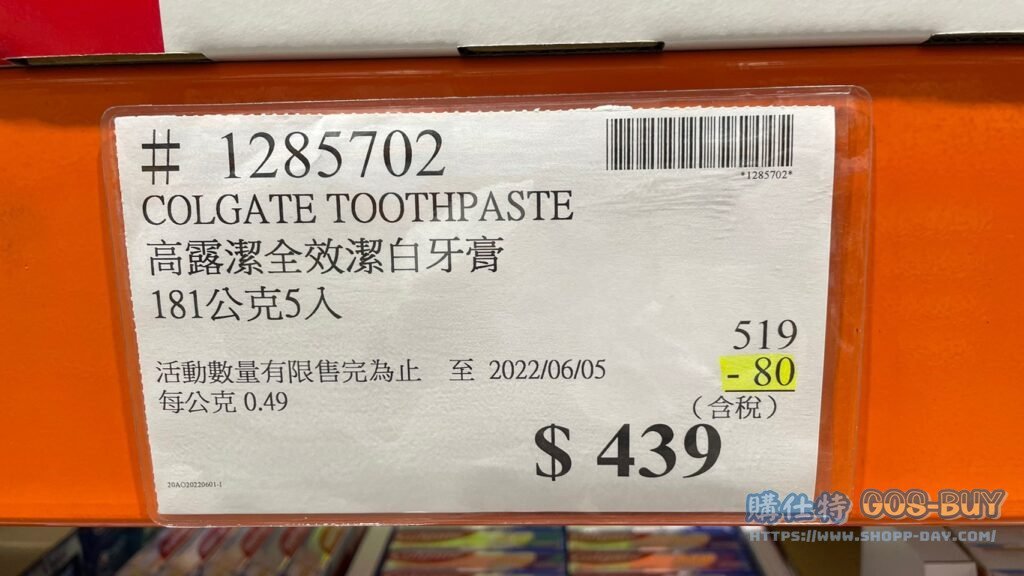 # 1285702
*1285702*
COLGATE TOOTHPASTE
高露潔全效潔白牙膏
181公克5入
519
活動數量有限售完為止 至 2022/06/05
- 80
每公克 0.49
（含稅）
$ 439
20AO20220601-1
購仕特 GOS-BUY
HTTPS://WWW.SHOPP-DAY.COM/